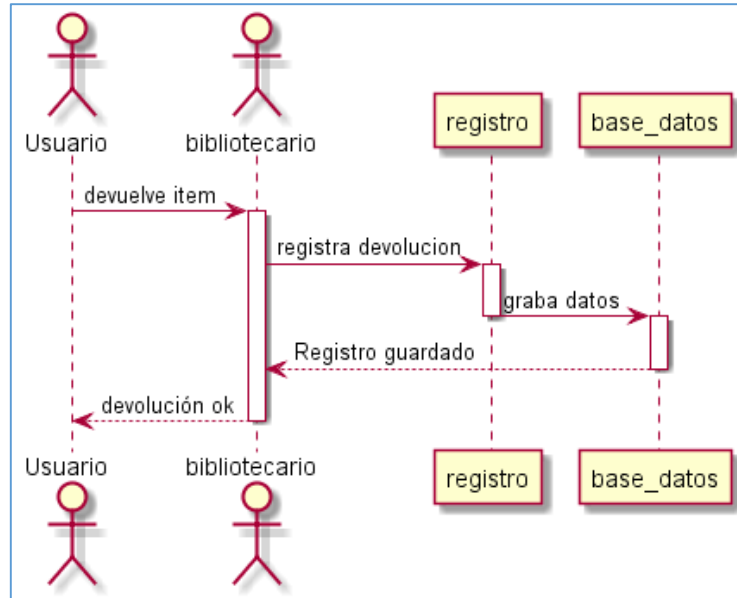 Usuario
bibliotecario
registro
base_datos
devuelve item
registra devolucion
graba datos
Registro guardado
devolución ok
Usuario
bibliotecario
registro
base_datos